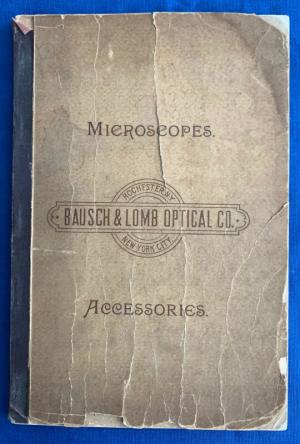 MICROSCOPES.
ROCHESTER, N.Y.
BAUSCH & LOMB OPTICAL CO.
NEW YORK CITY.
ACCESSORIES.